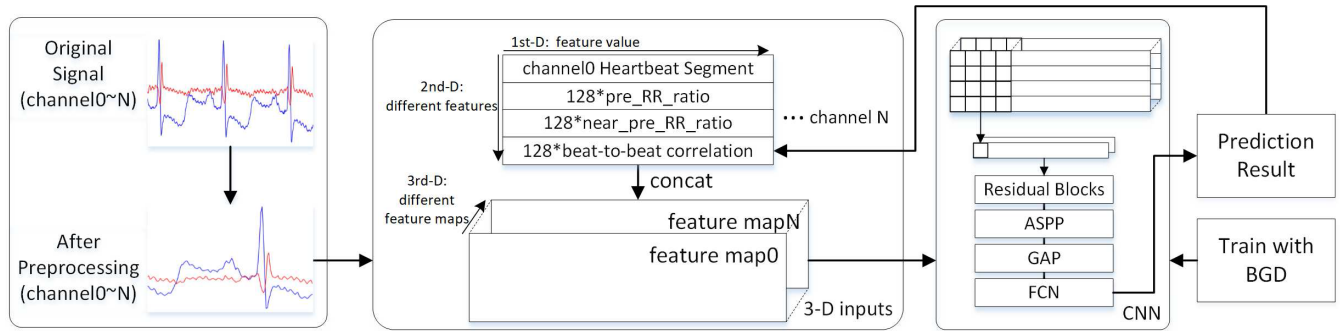 Original
Signal
(channel0~N)
After
Preprocessing
(channel0~N)
1st-D: feature value
2nd-D:
different features
channel0 Heartbeat Segment
128*pre_RR_ratio
128*near_pre_RR_ratio
128*beat-to-beat correlation
••• channel N
concat
3rd-D:
different
feature maps
feature mapN
feature map0
3-D inputs
Residual Blocks
ASPP
GAP
FCN
CNN
Prediction
Result
Train with
BGD